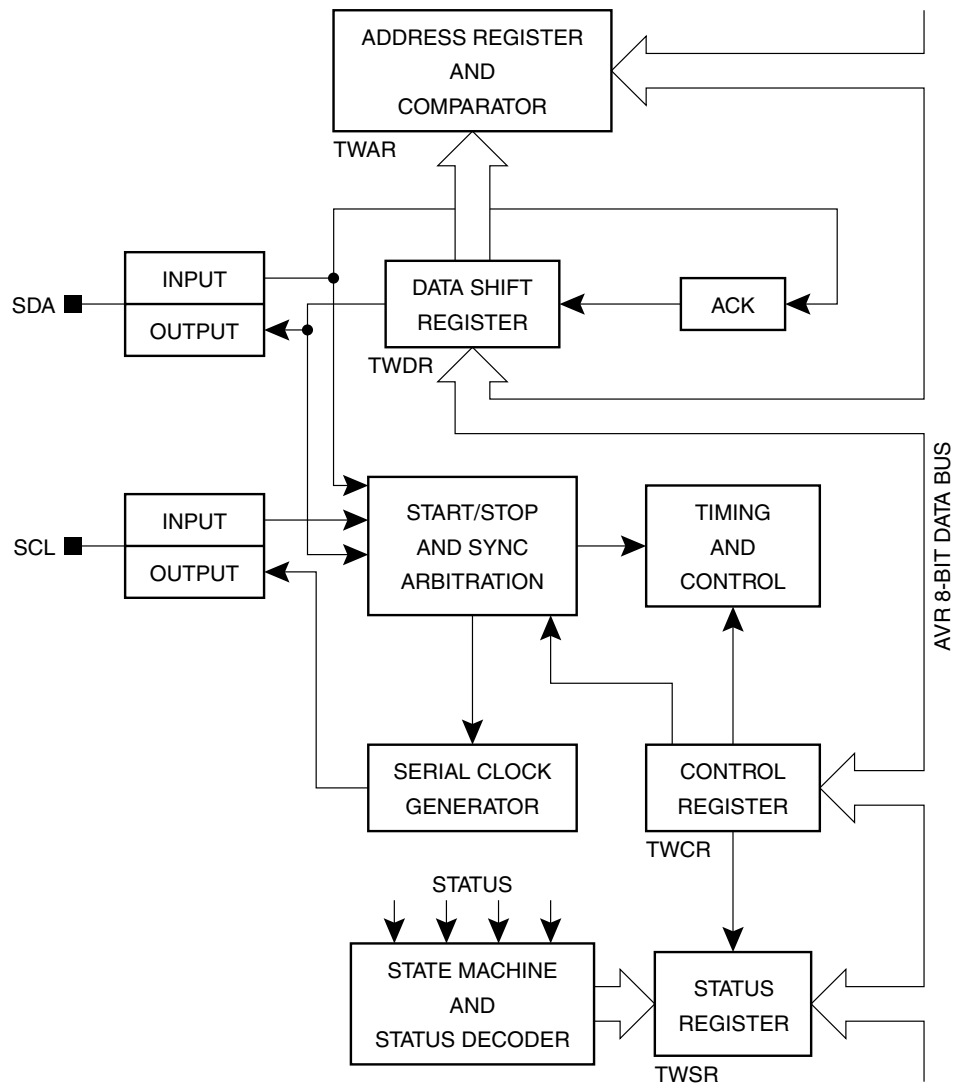 ADDRESS REGISTER
AND
COMPARATOR
TWAR
INPUT
SDA
OUTPUT
DATA SHIFT
REGISTER
TWDR
ACK
INPUT
SCL
OUTPUT
START/STOP
AND SYNC
ARBITRATION
TIMING
AND
CONTROL
AVR 8-BIT DATA BUS
SERIAL CLOCK
GENERATOR
CONTROL
REGISTER
TWCR
STATUS
STATE MACHINE
AND
STATUS DECODER
STATUS
REGISTER
TWSR